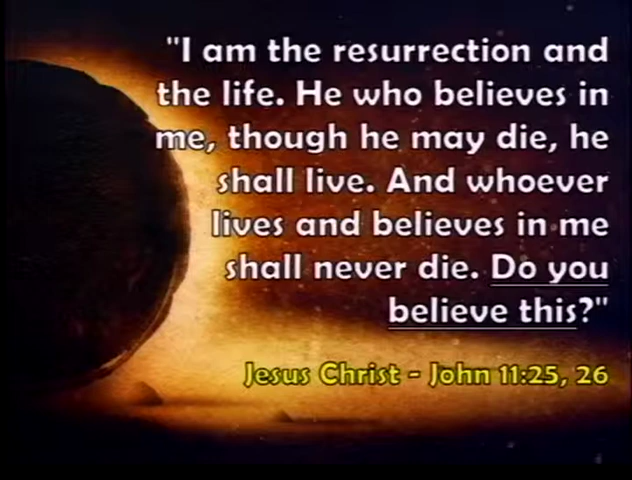 "I am the resurrection and
the life. He who believes in
me, though he may die, he
shall live. And whoever
lives and believes in me
shall never die. Do you
believe this?"
Jesus Christ - John 11:25, 26